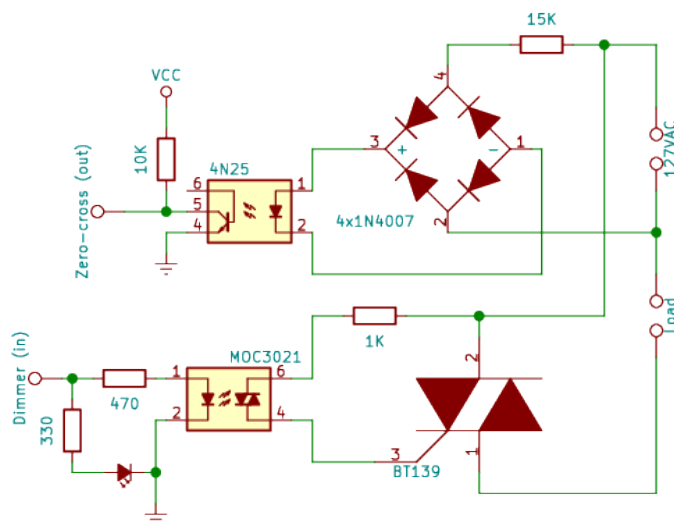 15K
VCC
4
10K
4N25
3
+
-
1
127VAC
6
1
5
4
2
4x1N4007
2
Zero-cross (out)
Load
1K
MOC3021
2
Dimmer (in)
1
6
470
2
4
330
3
BT139
1